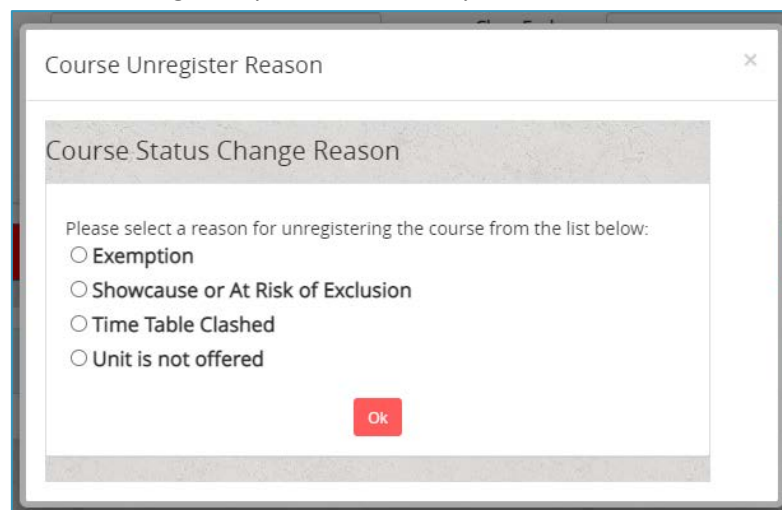 Course Unregister Reason
×
Course Status Change Reason
Please select a reason for unregistering the course from the list below:
Exemption
Showcause or At Risk of Exclusion
Time Table Clashed
Unit is not offered
Ok